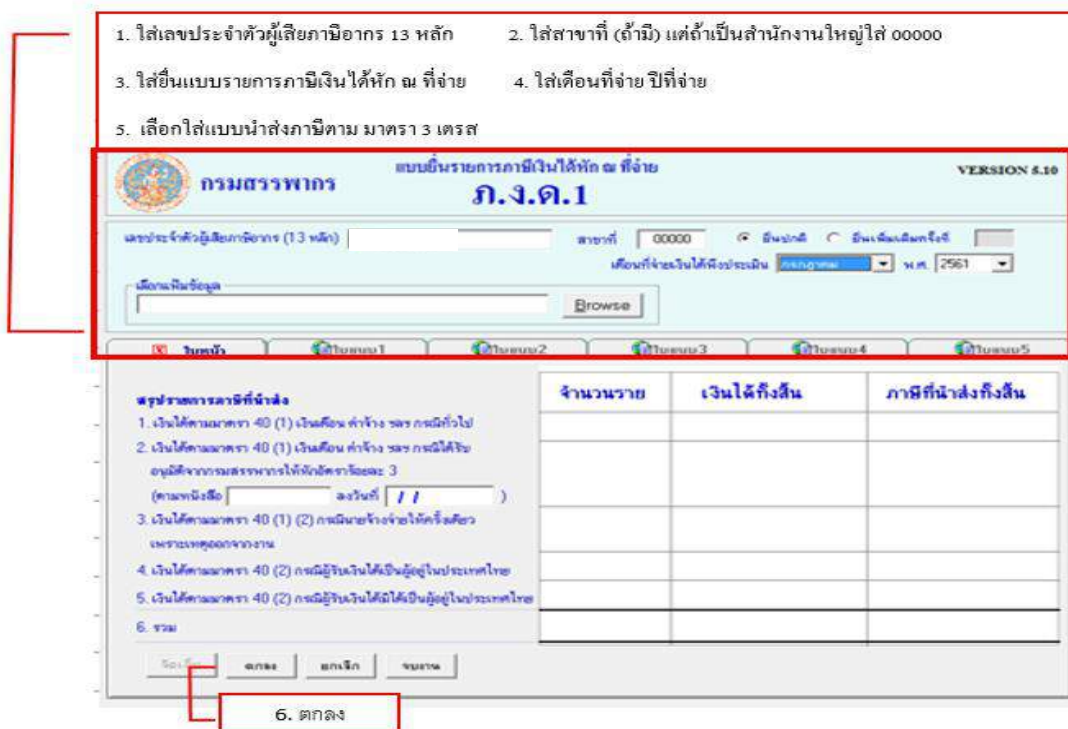 1. ใส่เลขประจำตัวผู้เสียภาษีอากร 13 หลัก 2. ใส่สาขาที่ (ถ้ามี) แต่ถ้าเป็นสำนักงานใหญ่ใส่ 00000
3. ใส่ยื่นแบบรายการภาษีเงินได้หัก ณ ที่จ่าย 4. ใส่เดือนที่จ่าย ปีที่จ่าย
5. เลือกใส่แบบนำส่งภาษีตาม มาตรา 3 เตรส
กรมสรรพากร แบบยื่นรายการภาษีเงินได้หัก ณ ที่จ่าย VERSION 5.10
ภ.ง.ด.1
เลขประจำตัวผู้เสียภาษีอากร (13 หลัก) สาขาที่ 00000 ยื่นปกติ ยื่นเพิ่มเติมครั้งที่
เดือนที่จ่ายเงินได้พึงประเมิน กรกฎาคม พ.ศ. 2561
เลือกแฟ้มข้อมูล
Browse
ใบหน้า ใบแนบ1 ใบแนบ2 ใบแนบ3 ใบแนบ4 ใบแนบ5
สรุปรายการภาษีที่นำส่ง จำนวนราย เงินได้ทั้งสิ้น ภาษีที่นำส่งทั้งสิ้น
1. เงินได้ตามมาตรา 40 (1) เงินเดือน ค่าจ้าง ฯลฯ กรณีทั่วไป
2. เงินได้ตามมาตรา 40 (1) เงินเดือน ค่าจ้าง ฯลฯ กรณีได้รับ
อนุมัติจากกรมสรรพากรให้หักอัตราร้อยละ 3
(ตามหนังสือ ลงวันที่ / / )
3. เงินได้ตามมาตรา 40 (1) (2) กรณีนายจ้างจ่ายให้ครั้งเดียว
เพราะเหตุออกจากงาน
4. เงินได้ตามมาตรา 40 (2) กรณีผู้รับเงินได้เป็นผู้อยู่ในประเทศไทย
5. เงินได้ตามมาตรา 40 (2) กรณีผู้รับเงินได้มิได้เป็นผู้อยู่ในประเทศไทย
6. รวม
ตกลง ยกเลิก จบงาน
6. ตกลง